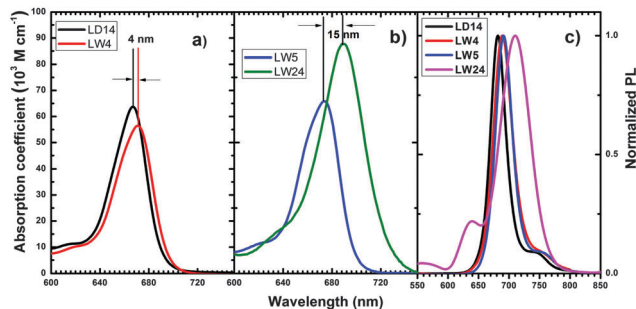 LD14
LW4
4 nm
a)
LW5
LW24
15 nm
b)
LD14
LW4
LW5
LW24
c)
Absorption coefficient (10³ M cm⁻¹)
100
90
80
70
60
50
40
30
20
10
0
1.0
0.5
0.0
Normalized PL
600 640 680 720 600 640 680 720 550 600 650 700 750 800 850
Wavelength (nm)